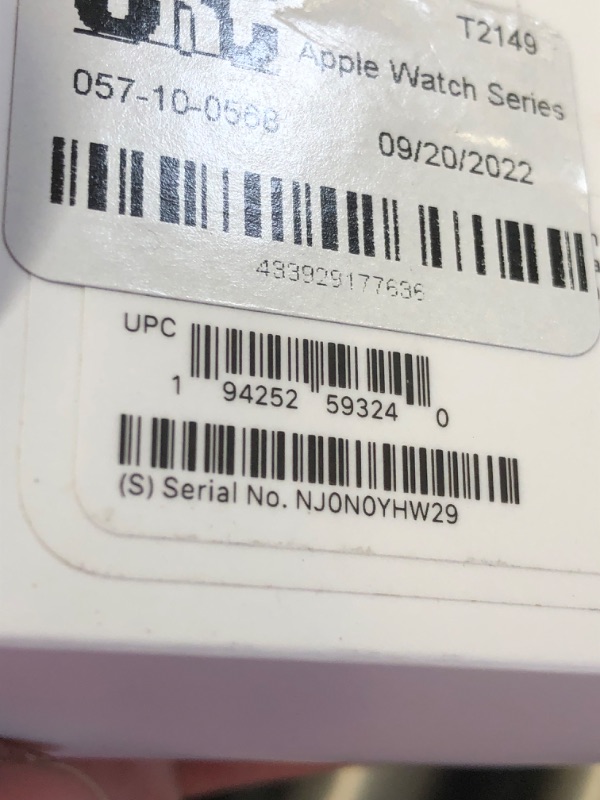 T2149
Apple Watch Series
057-10-0568
09/20/2022
433929177636
UPC
1 94252 59324 0
(S) Serial No. NJ0N0YHW29